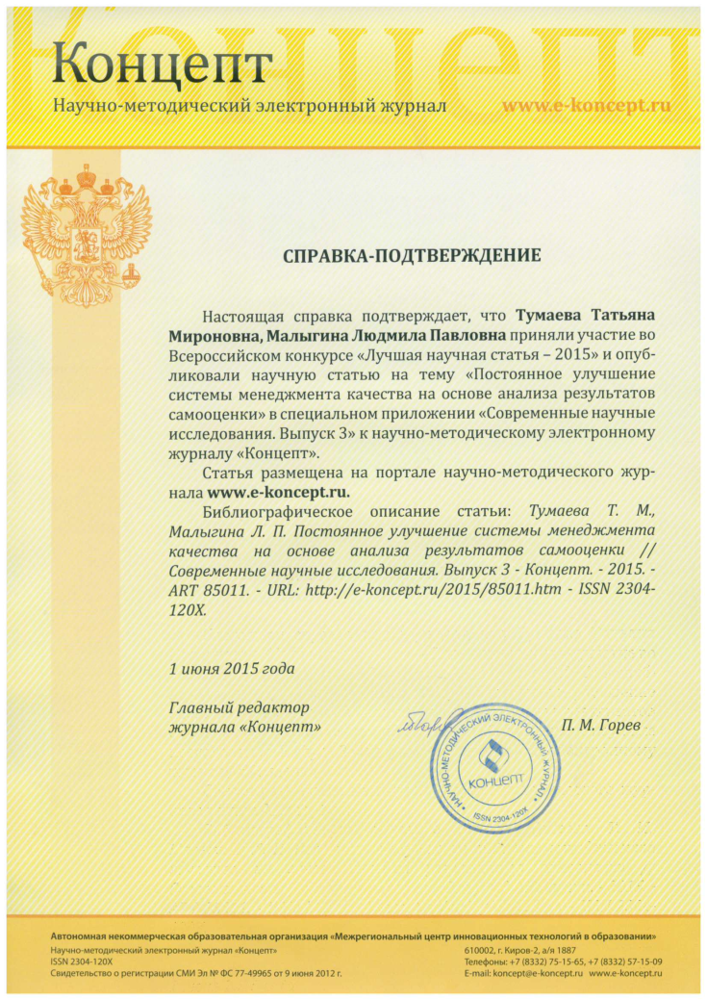 Концепт
Научно-методический электронный журнал
www.e-koncept.ru
СПРАВКА-ПОДТВЕРЖДЕНИЕ
Настоящая справка подтверждает, что Тумаева Татьяна
Мироновна, Малыгина Людмила Павловна приняли участие во
Всероссийском конкурсе «Лучшая научная статья – 2015» и опуб-
ликовали научную статью на тему «Постоянное улучшение
системы менеджмента качества на основе анализа результатов
самооценки» в специальном приложении «Современные научные
исследования. Выпуск 3» к научно-методическому электронному
журналу «Концепт».
Статья размещена на портале научно-методического жур-
нала www.e-koncept.ru.
Библиографическое описание статьи: Тумаева Т. М.,
Малыгина Л. П. Постоянное улучшение системы менеджмента
качества на основе анализа результатов самооценки //
Современные научные исследования. Выпуск 3 - Концепт. - 2015. -
ART 85011. - URL: http://e-koncept.ru/2015/85011.htm - ISSN 2304-
120X.
1 июня 2015 года
Главный редактор
журнала «Концепт»
П. М. Горев
НАУЧНО-МЕТОДИЧЕСКИЙ ЭЛЕКТРОННЫЙ ЖУРНАЛ
КОНЦЕПТ
ISSN 2304-120X
Автономная некоммерческая образовательная организация «Межрегиональный центр инновационных технологий в образовании»
Научно-методический электронный журнал «Концепт»
ISSN 2304-120X
Свидетельство о регистрации СМИ Эл № ФС 77-49965 от 9 июня 2012 г.
610002, г. Киров-2, а/я 1887
Телефоны: +7 (8332) 75-15-65, +7 (8332) 57-15-09
E-mail: koncept@e-koncept.ru www.e-koncept.ru